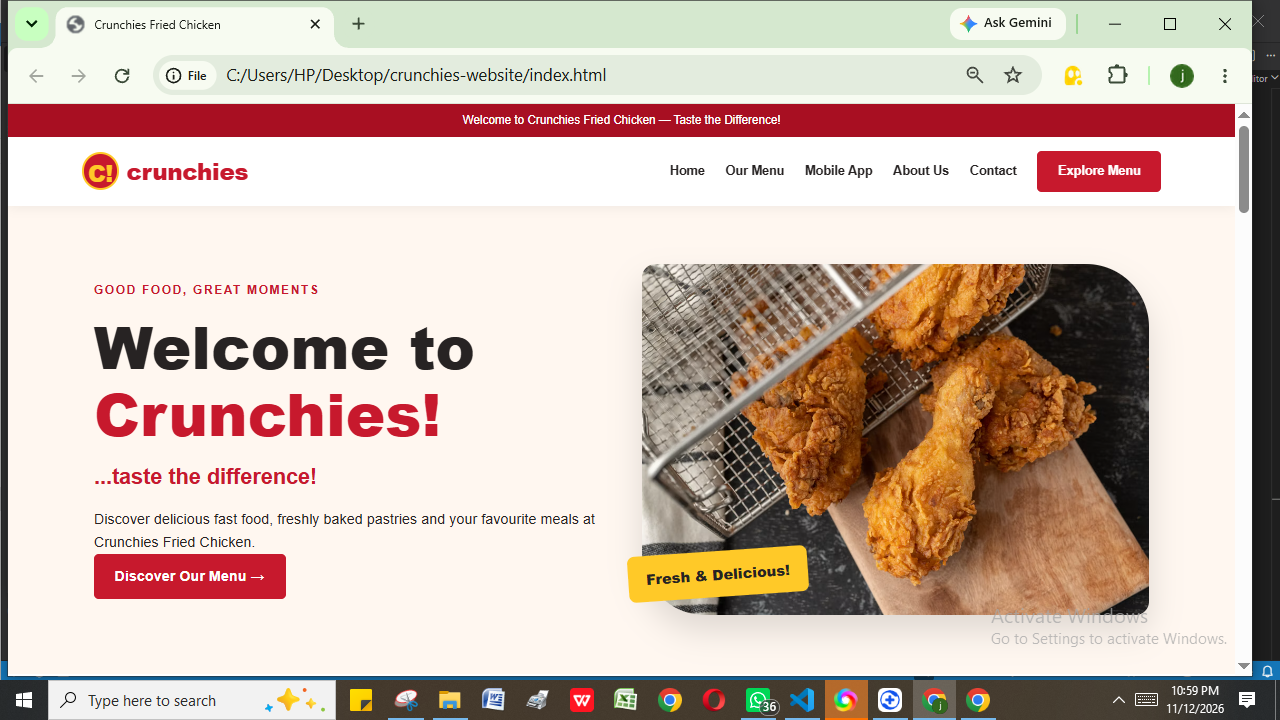 Crunchies Fried Chicken
Ask Gemini
File
C:/Users/HP/Desktop/crunchies-website/index.html
j
Welcome to Crunchies Fried Chicken — Taste the Difference!
C! crunchies
Home
Our Menu
Mobile App
About Us
Contact
Explore Menu
GOOD FOOD, GREAT MOMENTS
Welcome to
Crunchies!
...taste the difference!
Discover delicious fast food, freshly baked pastries and your favourite meals at
Crunchies Fried Chicken.
Discover Our Menu →
Fresh & Delicious!
Activate Windows
Go to Settings to activate Windows.
Type here to search
36
j
10:59 PM
11/12/2026